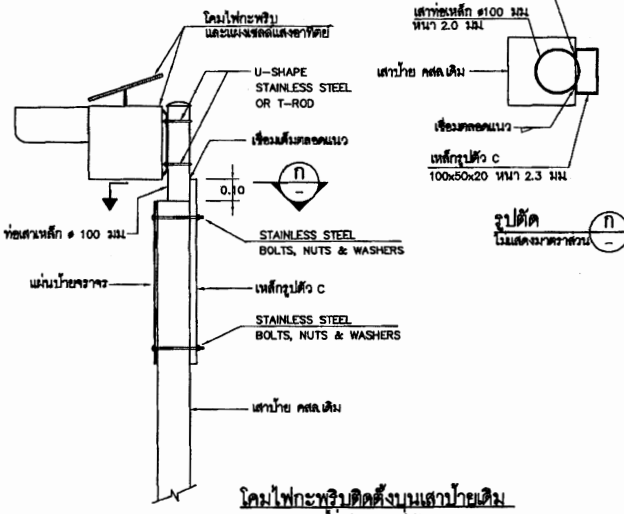 โคมไฟกะพริบ
และแผงเซลล์แสงอาทิตย์
U-SHAPE
STAINLESS STEEL
OR T-ROD
เชื่อมเต็มตลอดแนว
0.10
ก
-
ท่อเสาเหล็ก ø 100 มม.
STAINLESS STEEL
BOLTS, NUTS & WASHERS
แผ่นป้ายจราจร
เหล็กรูปตัว C
STAINLESS STEEL
BOLTS, NUTS & WASHERS
เสาป้าย คสล.เดิม
โคมไฟกะพริบติดตั้งบนเสาป้ายเดิม
เสาท่อเหล็ก ø100 มม.
หนา 2.0 มม.
เสาป้าย คสล.เดิม
เชื่อมตลอดแนว
เหล็กรูปตัว C
100x50x20 หนา 2.3 มม.
รูปตัด
ไม่แสดงมาตราส่วน
ก
-